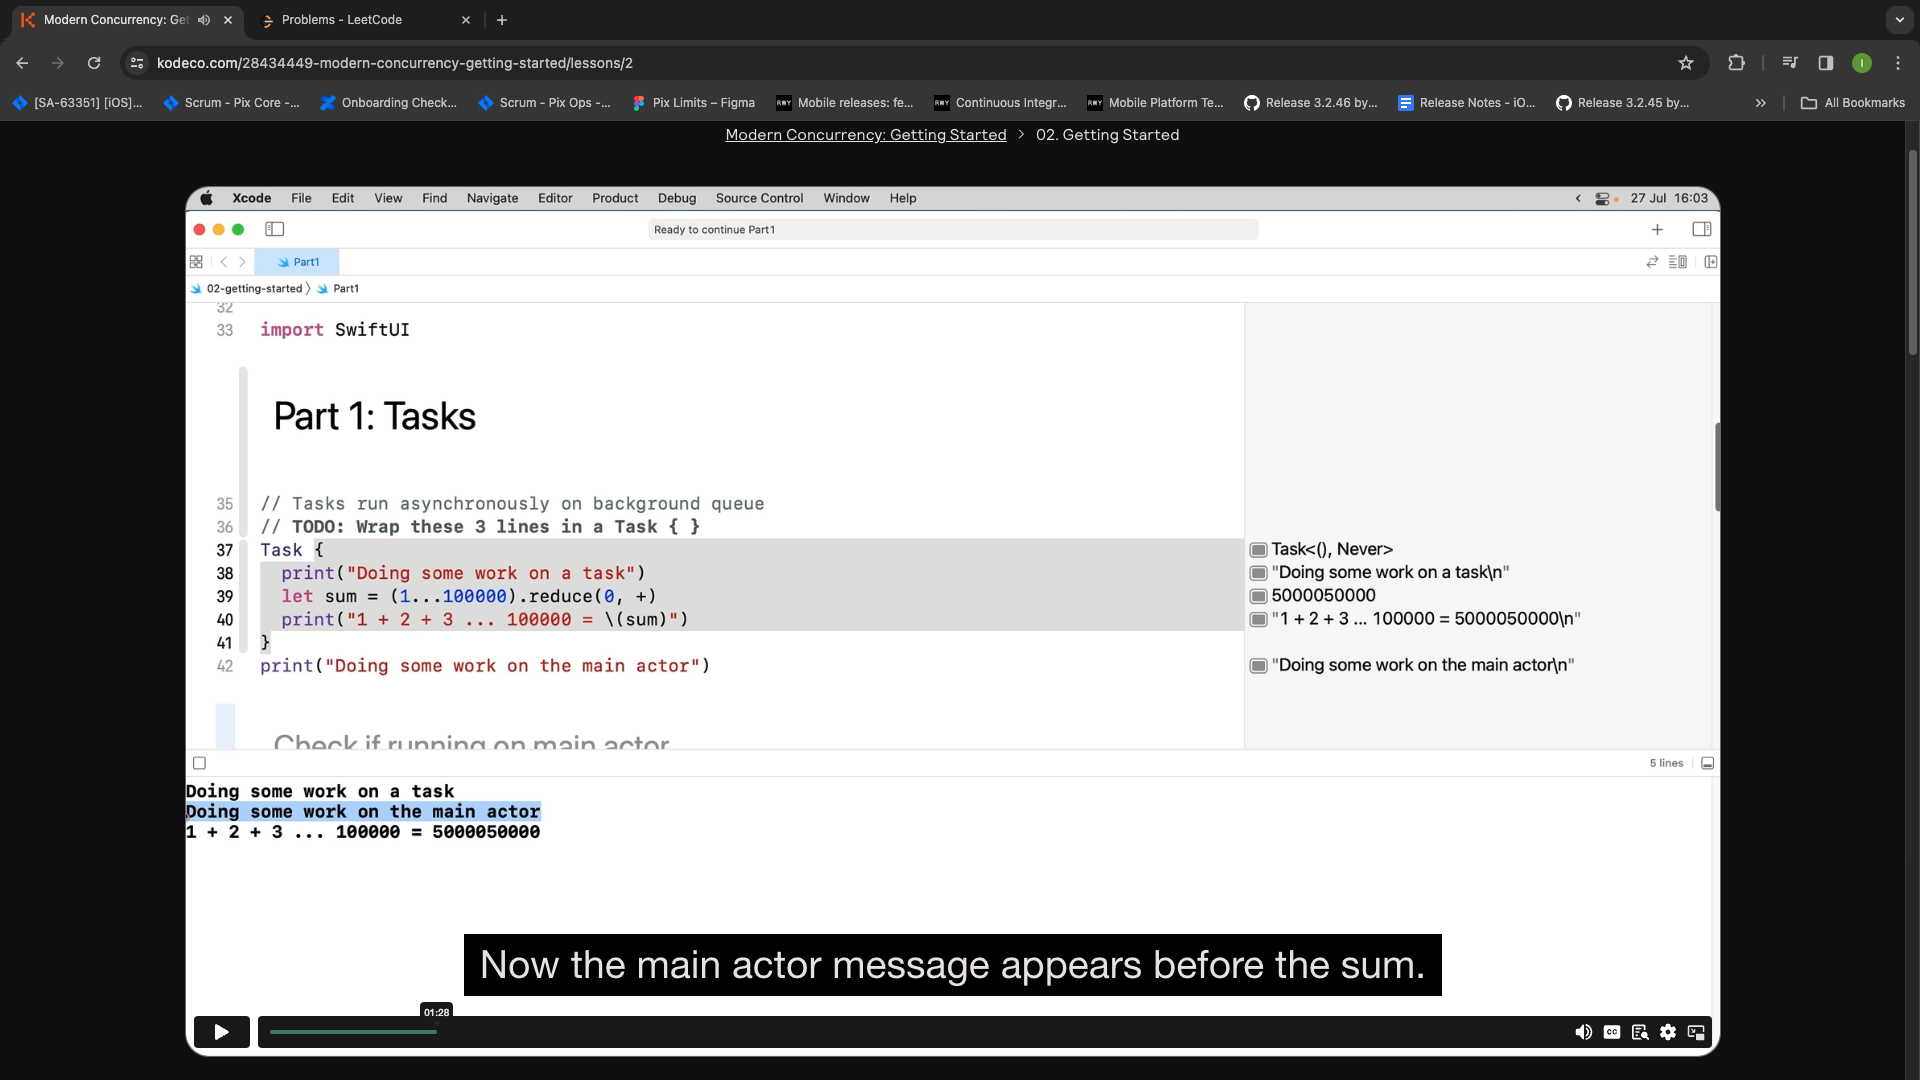 Modern Concurrency: Get
Problems - LeetCode
kodeco.com/28434449-modern-concurrency-getting-started/lessons/2
I
[SA-63351] [iOS]...
Scrum - Pix Core -...
Onboarding Check...
Scrum - Pix Ops -...
Pix Limits – Figma
RWY Mobile releases: fe...
RWY Continuous Integr...
RWY Mobile Platform Te...
Release 3.2.46 by...
Release Notes - iO...
Release 3.2.45 by...
»
All Bookmarks
Modern Concurrency: Getting Started > 02. Getting Started
Xcode File Edit View Find Navigate Editor Product Debug Source Control Window Help
27 Jul 16:03
Ready to continue Part1
Part1
02-getting-started > Part1
32
33 import SwiftUI
Part 1: Tasks
35 // Tasks run asynchronously on background queue
36 // TODO: Wrap these 3 lines in a Task { }
37 Task { Task<(), Never>
38 print("Doing some work on a task") "Doing some work on a task\n"
39 let sum = (1...100000).reduce(0, +) 5000050000
40 print("1 + 2 + 3 ... 100000 = \(sum)") "1 + 2 + 3 ... 100000 = 5000050000\n"
41 }
42 print("Doing some work on the main actor") "Doing some work on the main actor\n"
Check if running on main actor
5 lines
Doing some work on a task
Doing some work on the main actor
1 + 2 + 3 ... 100000 = 5000050000
Now the main actor message appears before the sum.
01:28
CC